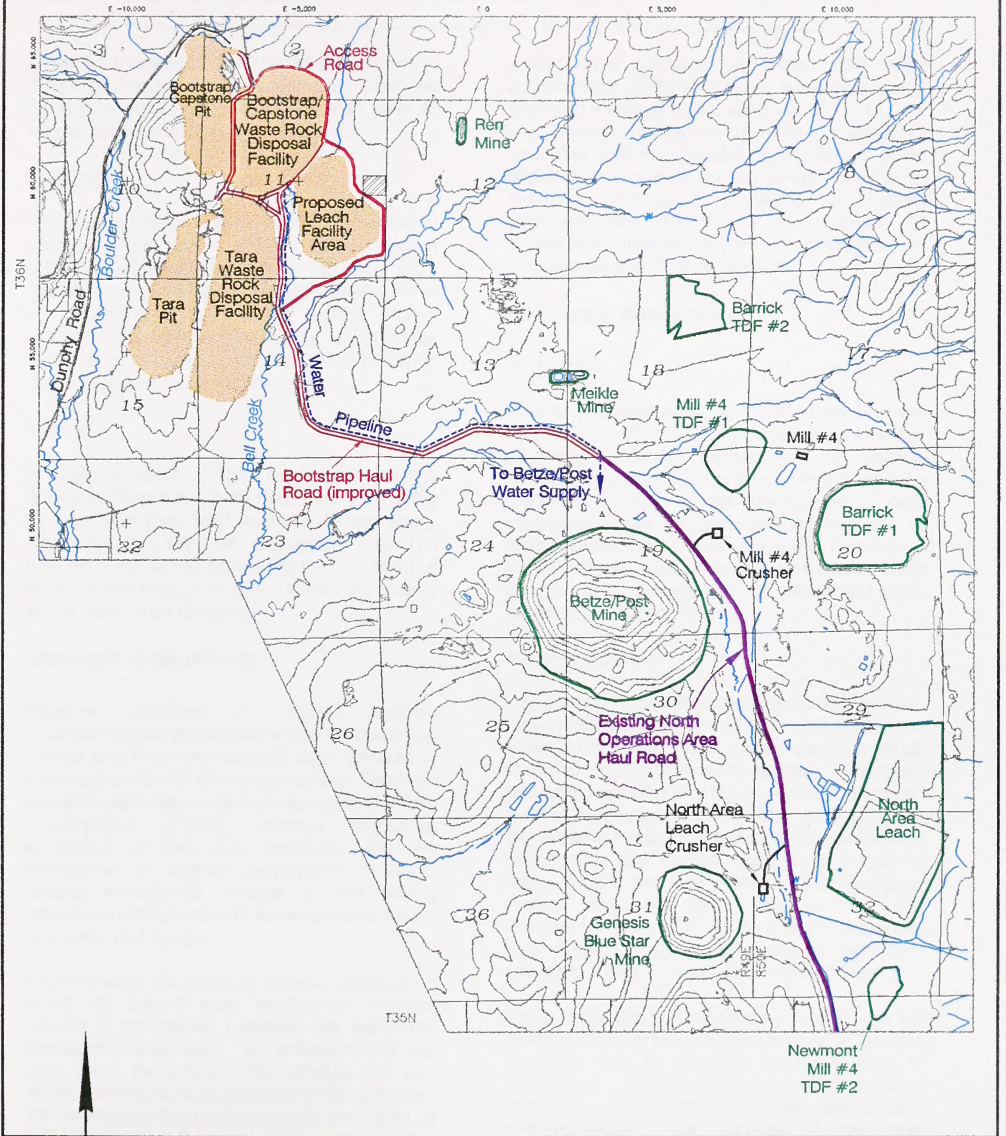 E -10,000
E -5,000
E 0
E 5,000
E 10,000
N 65,000
N 60,000
N 55,000
N 50,000
T36N
3
2
Access
Road
Bootstrap/
Capstone
Pit
Bootstrap/
Capstone
Waste Rock
Disposal
Facility
Ren
Mine
10
11
12
7
8
Proposed
Leach
Facility
Area
Boulder Creek
Dunphy Road
Tara
Waste
Rock
Disposal
Facility
Tara
Pit
Barrick
TDF #2
14
13
18
17
15
Water
Pipeline
Meikle
Mine
Mill #4
TDF #1
Mill #4
Bell Creek
Bootstrap Haul
Road (improved)
To Betze/Post
Water Supply
Barrick
TDF #1
22
23
24
19
20
Mill #4
Crusher
Betze/Post
Mine
30
29
26
25
Existing North
Operations Area
Haul Road
North Area
Leach
Crusher
North
Area
Leach
36
31
32
Genesis
Blue Star
Mine
R49E
R50E
T35N
Newmont
Mill #4
TDF #2